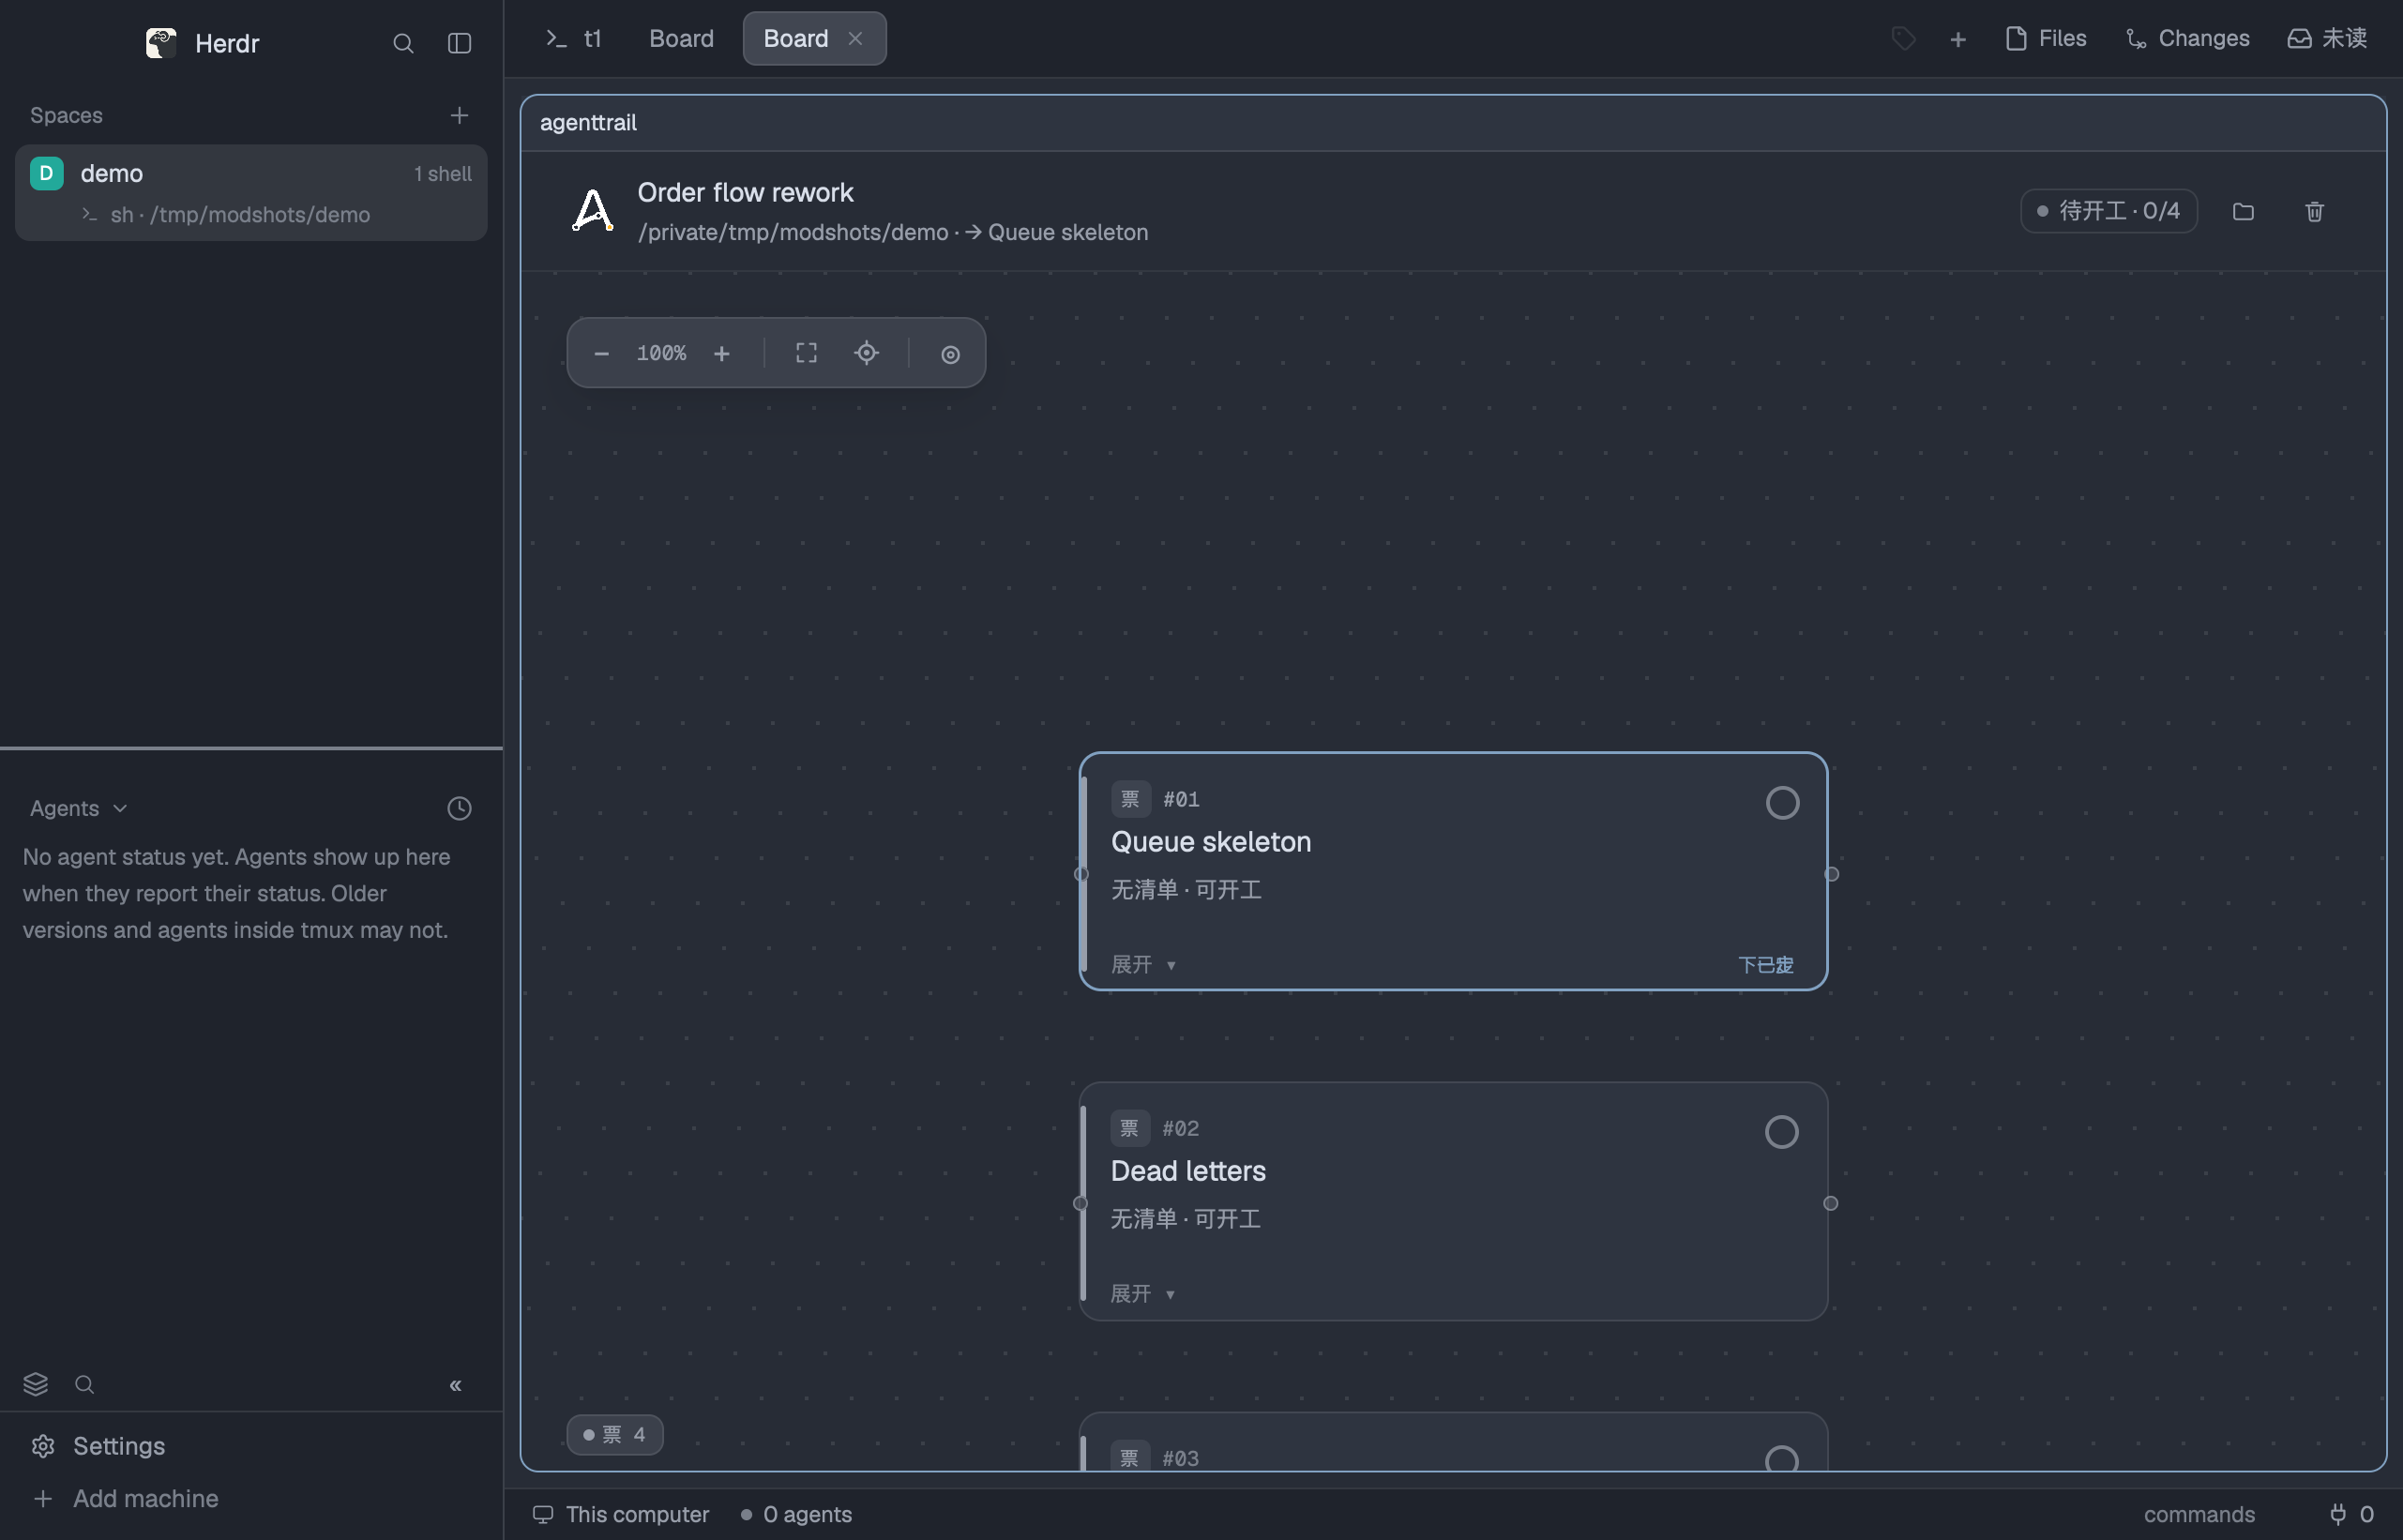 Herdr
Spaces
D demo 1 shell
sh · /tmp/modshots/demo
Agents
No agent status yet. Agents show up here
when they report their status. Older
versions and agents inside tmux may not.
Settings
Add machine
t1 Board Board Files Changes 未读
agenttrail
Order flow rework
/private/tmp/modshots/demo · → Queue skeleton
待开工 · 0/4
− 100% +
票 #01
Queue skeleton
无清单 · 可开工
展开 ▾
票 #02
Dead letters
无清单 · 可开工
展开 ▾
票 #03
票 4
This computer 0 agents commands 0